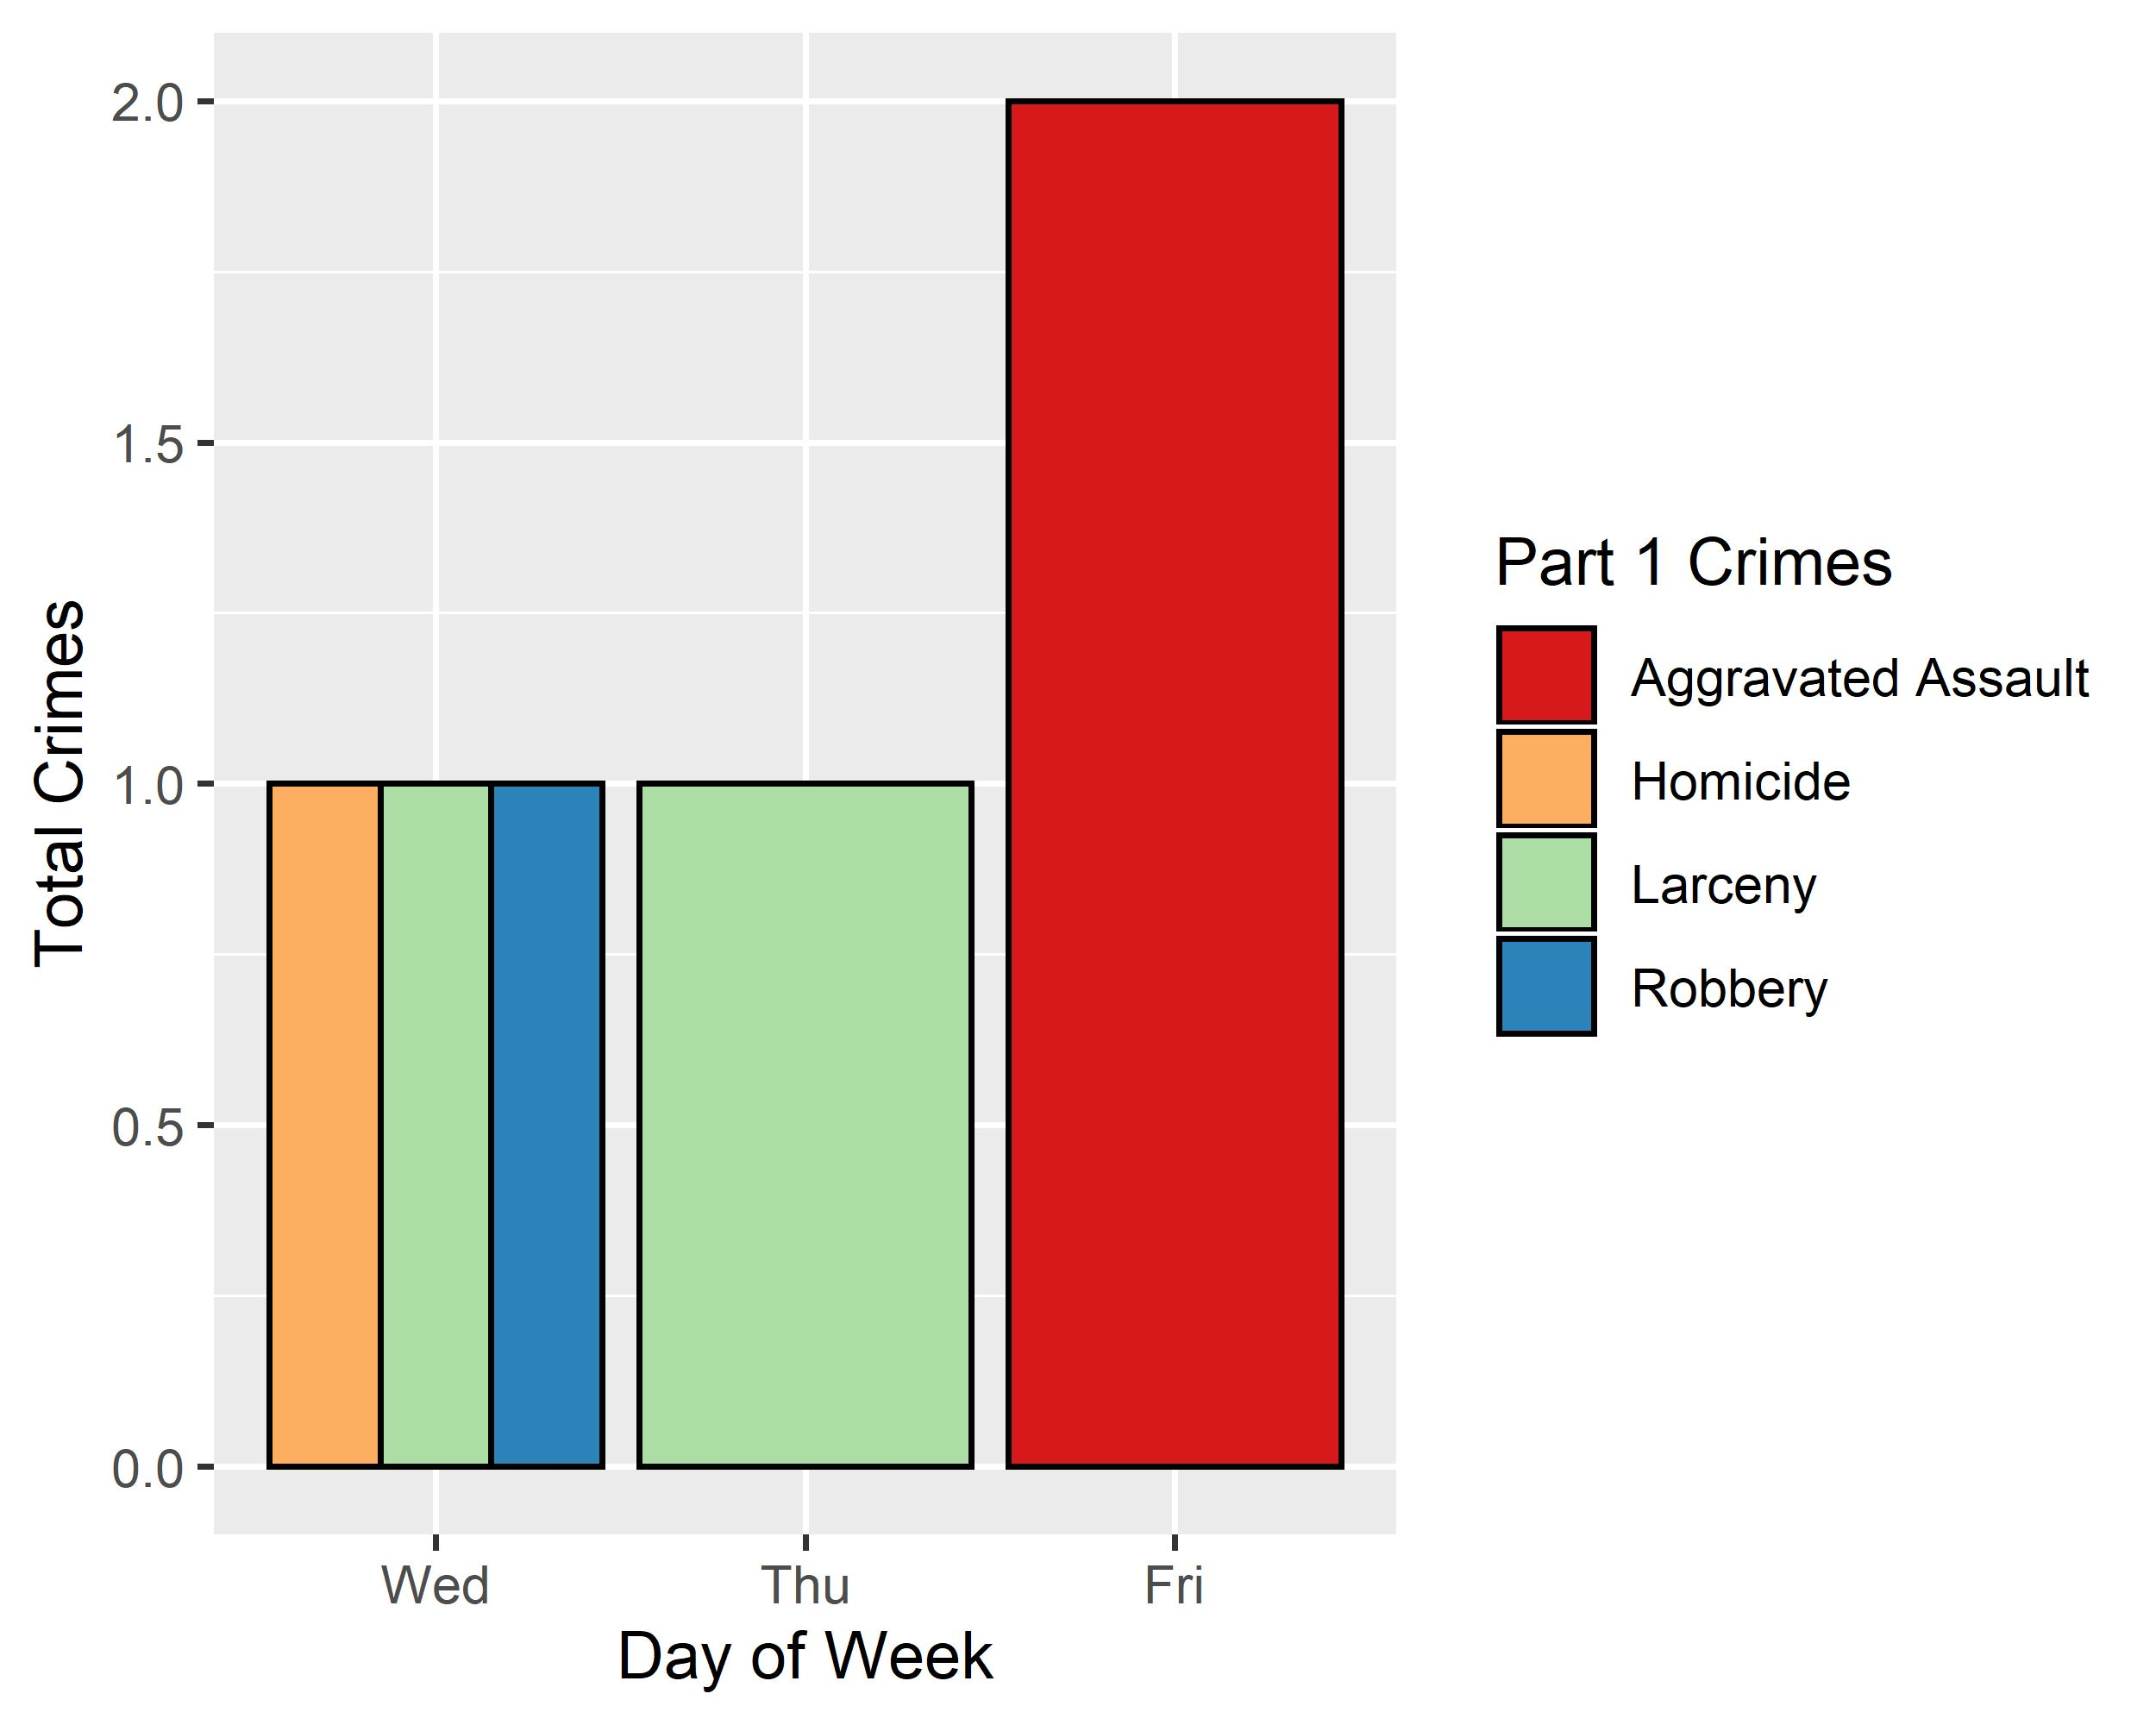 2.0
1.5
1.0
0.5
0.0
Total Crimes
Wed Thu Fri
Day of Week
Part 1 Crimes
Aggravated Assault
Homicide
Larceny
Robbery